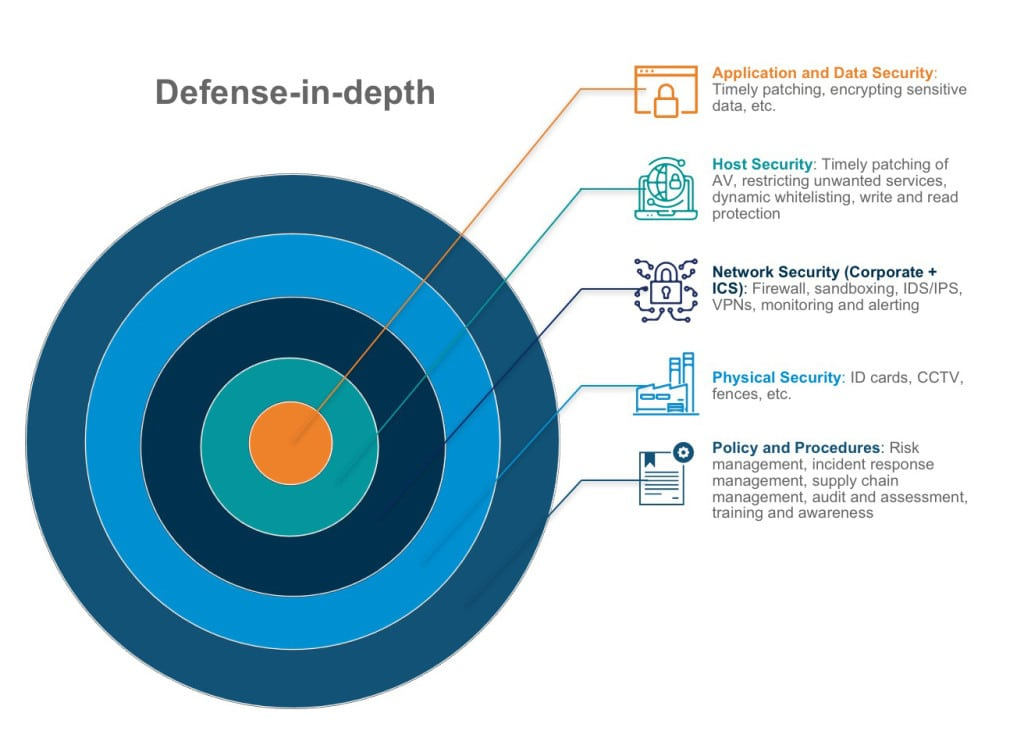 Defense-in-depth
Application and Data Security:
Timely patching, encrypting sensitive
data, etc.
Host Security: Timely patching of
AV, restricting unwanted services,
dynamic whitelisting, write and read
protection
Network Security (Corporate +
ICS): Firewall, sandboxing, IDS/IPS,
VPNs, monitoring and alerting
Physical Security: ID cards, CCTV,
fences, etc.
Policy and Procedures: Risk
management, incident response
management, supply chain
management, audit and assessment,
training and awareness